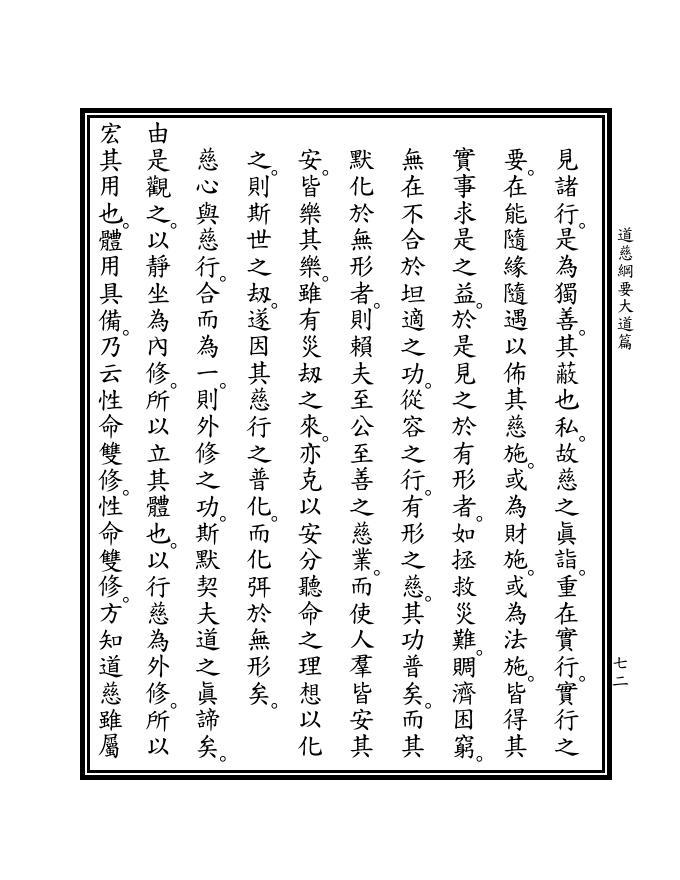 道慈綱要大道篇
七二
見諸行。是為獨善。其蔽也私。故慈之眞詣。重在實行。實行之
要。在能隨緣隨遇以佈其慈施。或為財施。或為法施。皆得其
實事求是之益。於是見之於有形者。如拯救災難。賙濟困窮。
無在不合於坦適之功。從容之行。有形之慈。其功普矣。而其
默化於無形者。則賴夫至公至善之慈業。而使人羣皆安其
安。皆樂其樂。雖有災刼之來。亦克以安分聽命之理想以化
之。則斯世之刼。遂因其慈行之普化。而化弭於無形矣。
慈心與慈行。合而為一。則外修之功。斯默契夫道之眞諦矣。
由是觀之。以靜坐為內修。所以立其體也。以行慈為外修。所以
宏其用也。體用具備。乃云性命雙修。性命雙修。方知道慈雖屬